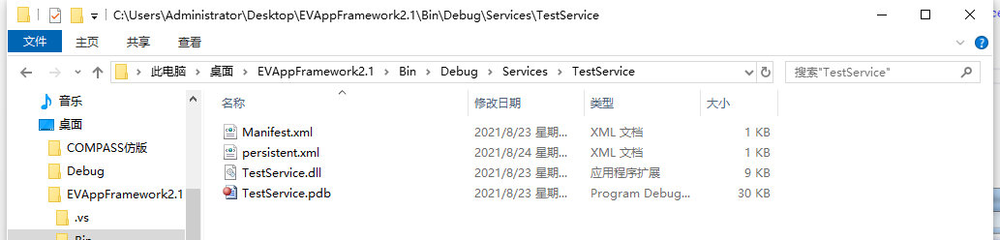 C:\Users\Administrator\Desktop\EVAppFramework2.1\Bin\Debug\Services\TestService
文件 主页 共享 查看
此电脑 桌面 EVAppFramework2.1 Bin Debug Services TestService 搜索"TestService"
音乐
桌面
COMPASS仿版
Debug
EVAppFramework2.1
.vs
Bin
名称 修改日期 类型 大小
Manifest.xml 2021/8/23 星期... XML 文档 1 KB
persistent.xml 2021/8/24 星期... XML 文档 1 KB
TestService.dll 2021/8/23 星期... 应用程序扩展 9 KB
TestService.pdb 2021/8/23 星期... Program Debug... 30 KB